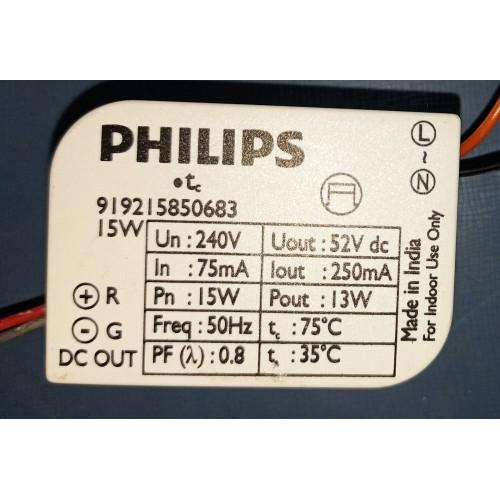 PHILIPS
•tc
919215850683
15W
Un : 240V Uout : 52V dc
In : 75mA Iout : 250mA
Pn : 15W Pout : 13W
Freq : 50Hz tc : 75°C
PF (λ) : 0.8 t : 35°C
+ R
- G
DC OUT
L
~
N
Made in India
For Indoor Use Only